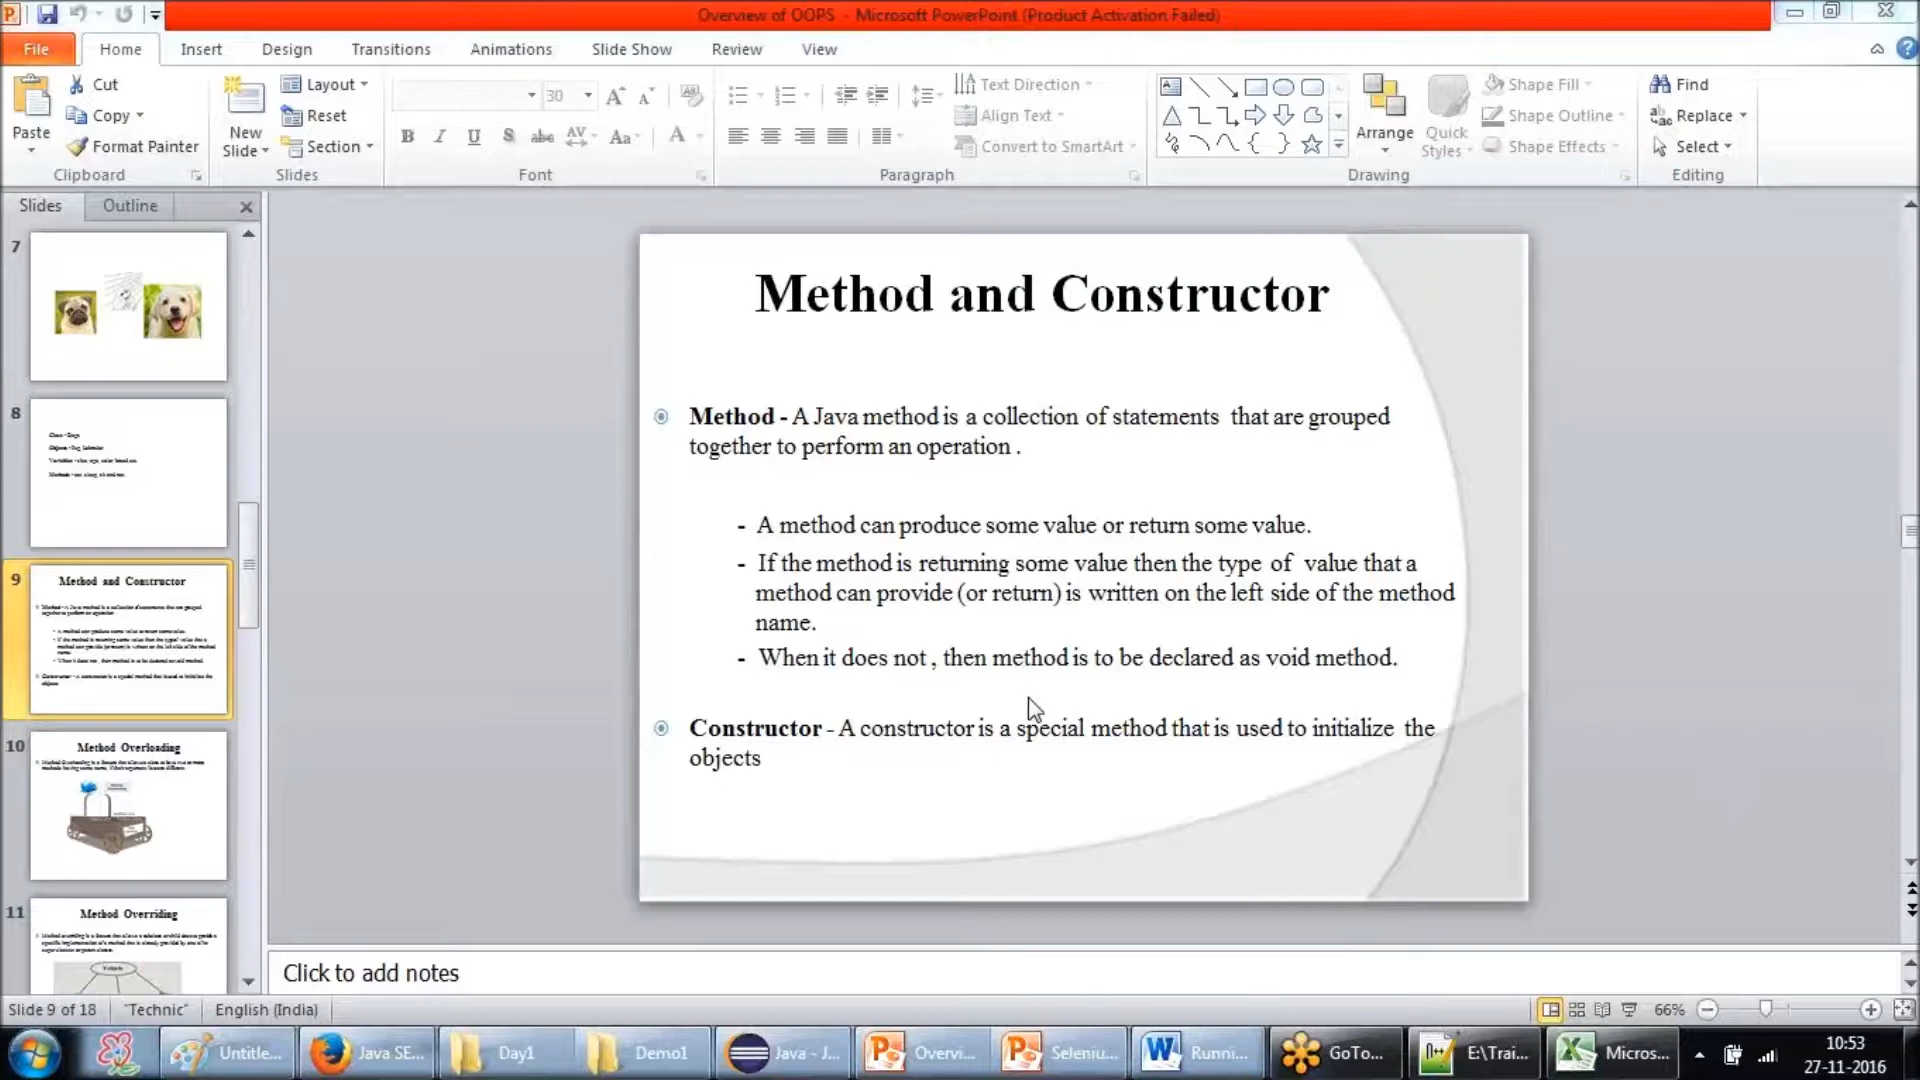 Overview of OOPS - Microsoft PowerPoint (Product Activation Failed)
File Home Insert Design Transitions Animations Slide Show Review View
Paste
Cut
Copy
Format Painter
Clipboard
New
Slide
Layout
Reset
Section
Slides
30
Font
Text Direction
Align Text
Convert to SmartArt
Paragraph
Arrange
Quick
Styles
Shape Fill
Shape Outline
Shape Effects
Drawing
Find
Replace
Select
Editing
Slides Outline
7
8
9
Method and Constructor
10
Method Overloading
11
Method Overriding
Method and Constructor
Method - A Java method is a collection of statements that are grouped
together to perform an operation .
- A method can produce some value or return some value.
- If the method is returning some value then the type of value that a
method can provide (or return) is written on the left side of the method
name.
- When it does not , then method is to be declared as void method.
Constructor - A constructor is a special method that is used to initialize the
objects
Click to add notes
Slide 9 of 18 "Technic" English (India) 66%
Untitle... Java SE... Day1 Demo1 Java - J... Overvi... Seleniu... Runni... GoTo... E:\Trai... Micros...
10:53
27-11-2016